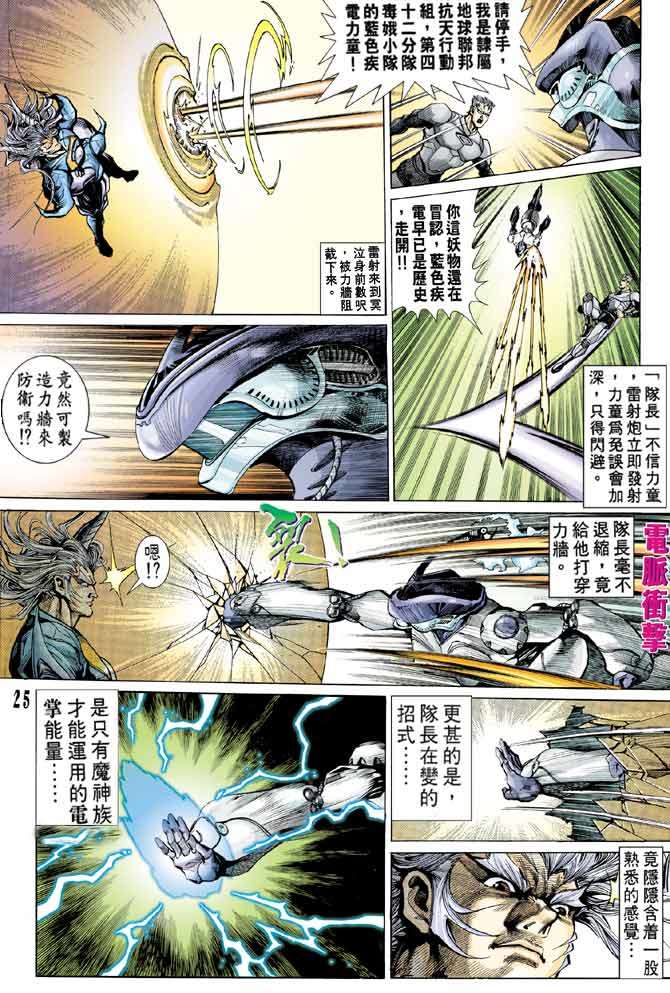 請停手，
我是隷屬
地球聯邦
抗天行動
組，第四
十二分隊
毒娥小隊
的藍色疾
電力童！
你這妖物還在
冒認，藍色疾
電早已是歷史
，走開!!
雷射來到冥
泣身前數呎
，被力牆阻
截下來。
「隊長」不信力童
，雷射炮立即發射
，力童爲免誤會加
深，只得閃避。
竟然可製
造力牆來
防衛嗎!?
電脈衝擊
隊長毫不
退縮，竟
給他打穿
力牆。
裂！
嗯!?
更甚的是，
隊長在變的
招式……
是只有魔神族
才能運用的電
掌能量……
竟隱隱含着一股
熟悉的感覺…
25